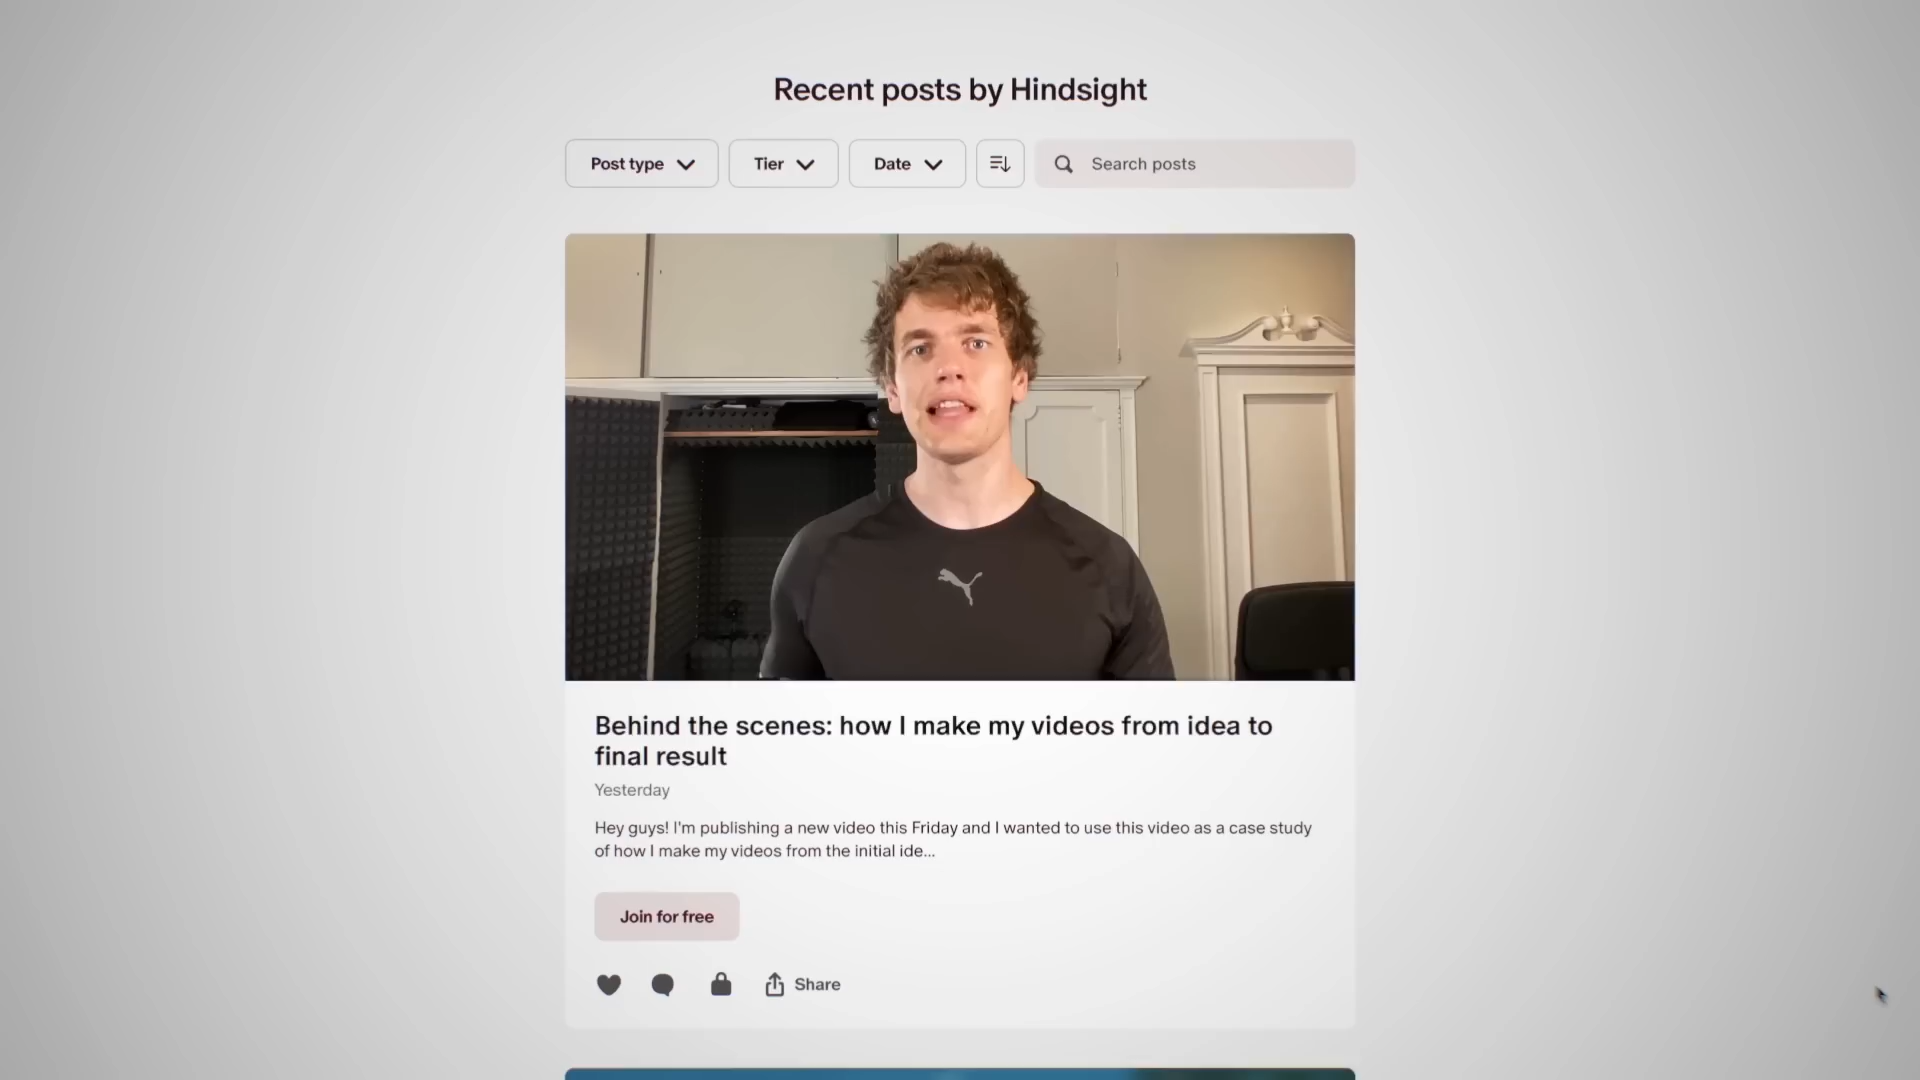 Recent posts by Hindsight
Post type
Tier
Date
Search posts
Behind the scenes: how I make my videos from idea to
final result
Yesterday
Hey guys! I'm publishing a new video this Friday and I wanted to use this video as a case study
of how I make my videos from the initial ide...
Join for free
Share